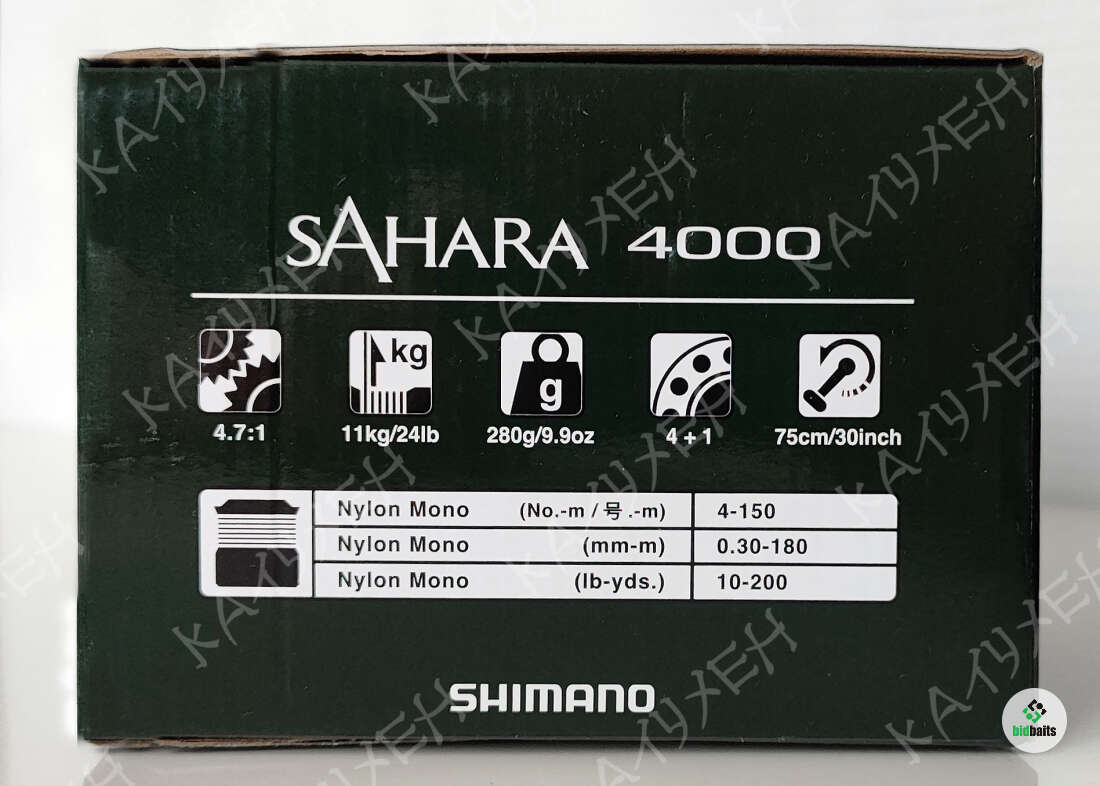 SAHARA 4000
kg
g
4.7:1
11kg/24lb
280g/9.9oz
4 + 1
75cm/30inch
Nylon Mono (No.-m / 号 .-m) 4-150
Nylon Mono (mm-m) 0.30-180
Nylon Mono (lb-yds.) 10-200
SHIMANO
bidbaits